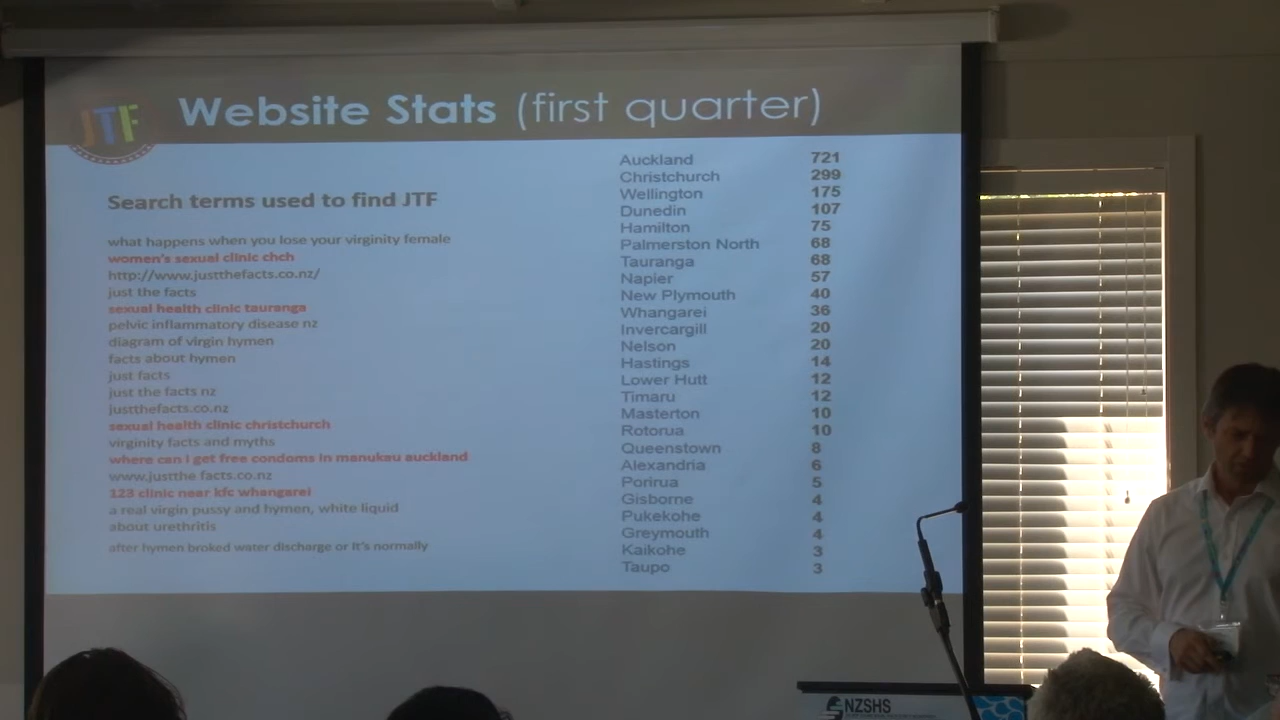 JTF
Website Stats (first quarter)
Search terms used to find JTF
what happens when you lose your virginity female
women's sexual clinic chch
http://www.justthefacts.co.nz/
just the facts
sexual health clinic tauranga
pelvic inflammatory disease nz
diagram of virgin hymen
facts about hymen
just facts
just the facts nz
justthefacts.co.nz
sexual health clinic christchurch
virginity facts and myths
where can i get free condoms in manukau auckland
www.justthe facts.co.nz
123 clinic near kfc whangarei
a real virgin pussy and hymen, white liquid
about urethritis
after hymen broked water discharge or it's normally
Auckland 721
Christchurch 299
Wellington 175
Dunedin 107
Hamilton 75
Palmerston North 68
Tauranga 68
Napier 57
New Plymouth 40
Whangarei 36
Invercargill 20
Nelson 20
Hastings 14
Lower Hutt 12
Timaru 12
Masterton 10
Rotorua 10
Queenstown 8
Alexandria 6
Porirua 5
Gisborne 4
Pukekohe 4
Greymouth 4
Kaikohe 3
Taupo 3
NZSHS